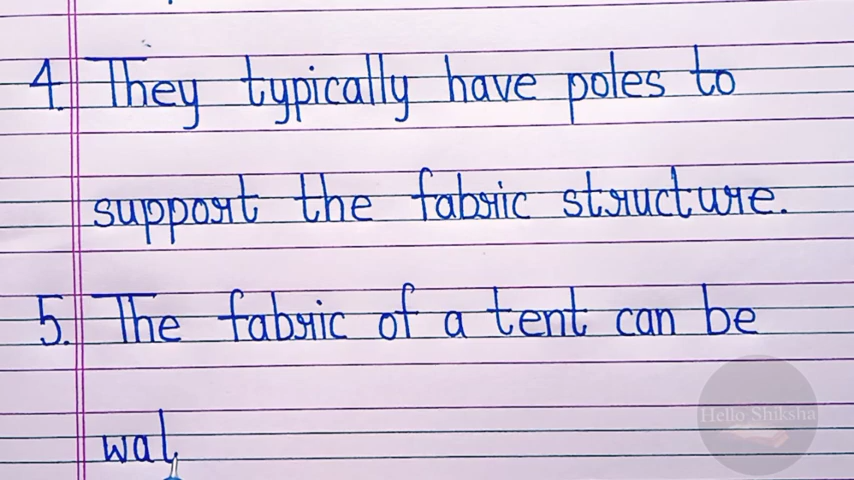 4. They typically have poles to
support the fabric structure.
5. The fabric of a tent can be
wat
Hello Shiksha